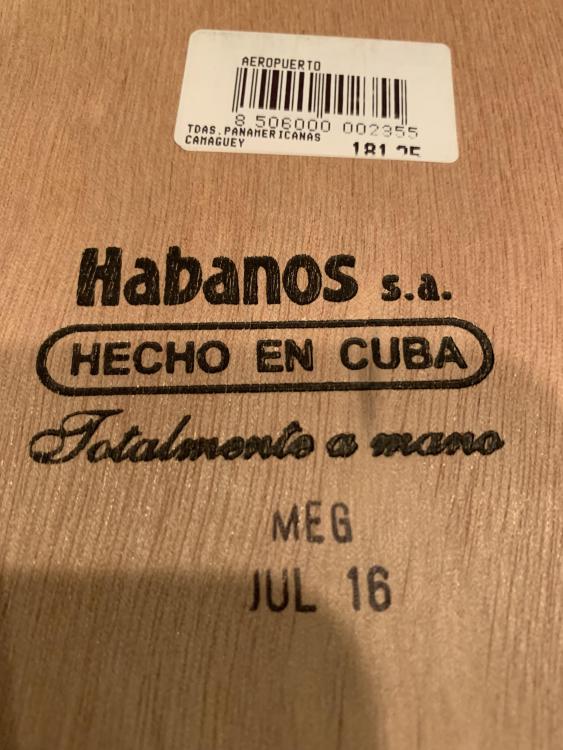 AEROPUERTO
8 506000 002355
TDAS.PANAMERICANAS
CAMAGUEY
181.25
Habanos s.a.
HECHO EN CUBA
Totalmente a mano
MEG
JUL 16